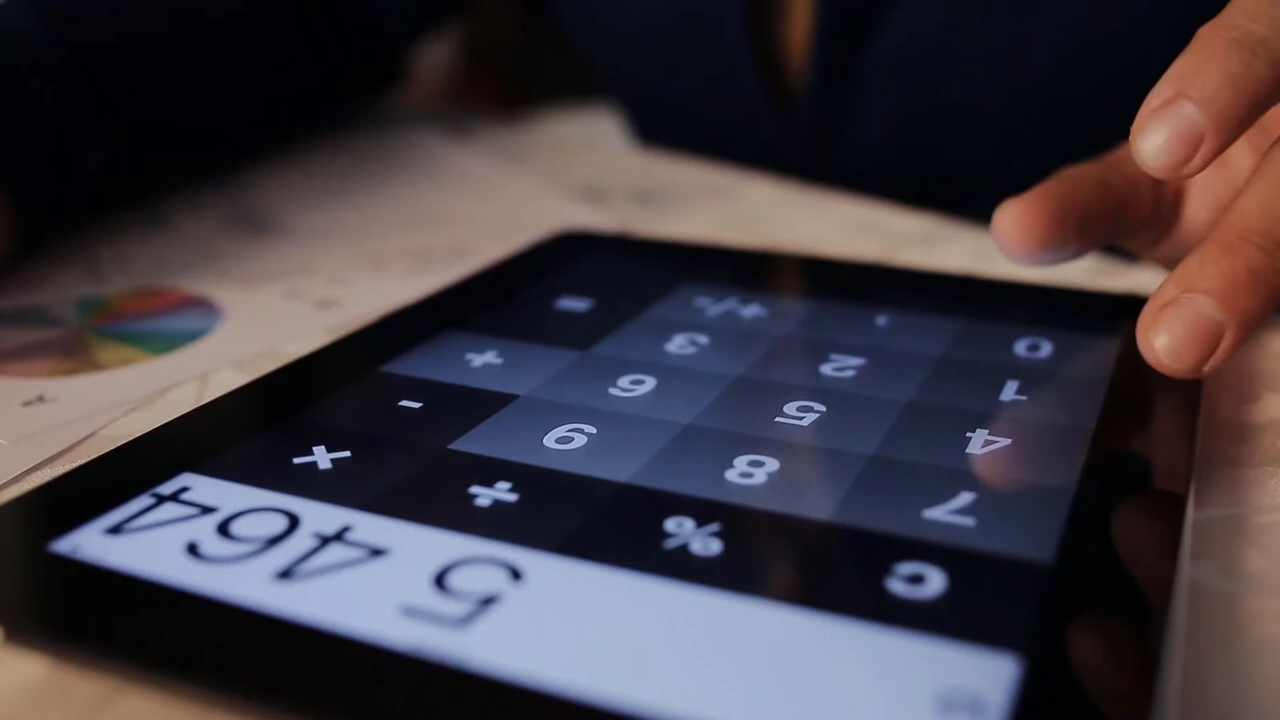 5 464
C % ÷ ×
7 8 9 -
4 5 6 +
1 2 3 =
0 , +/-